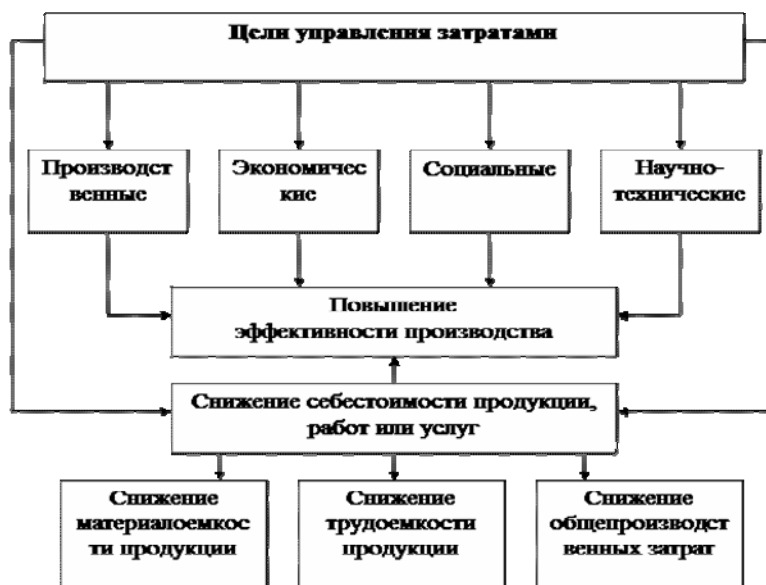 Цели управления затратами
Производст
венные
Экономичес
кие
Социальные
Научно-
технические
Повышение
эффективности производства
Снижение себестоимости продукции,
работ или услуг
Снижение
материалоемкос
ти продукции
Снижение
трудоемкости
продукции
Снижение
общепроизводст
венных затрат